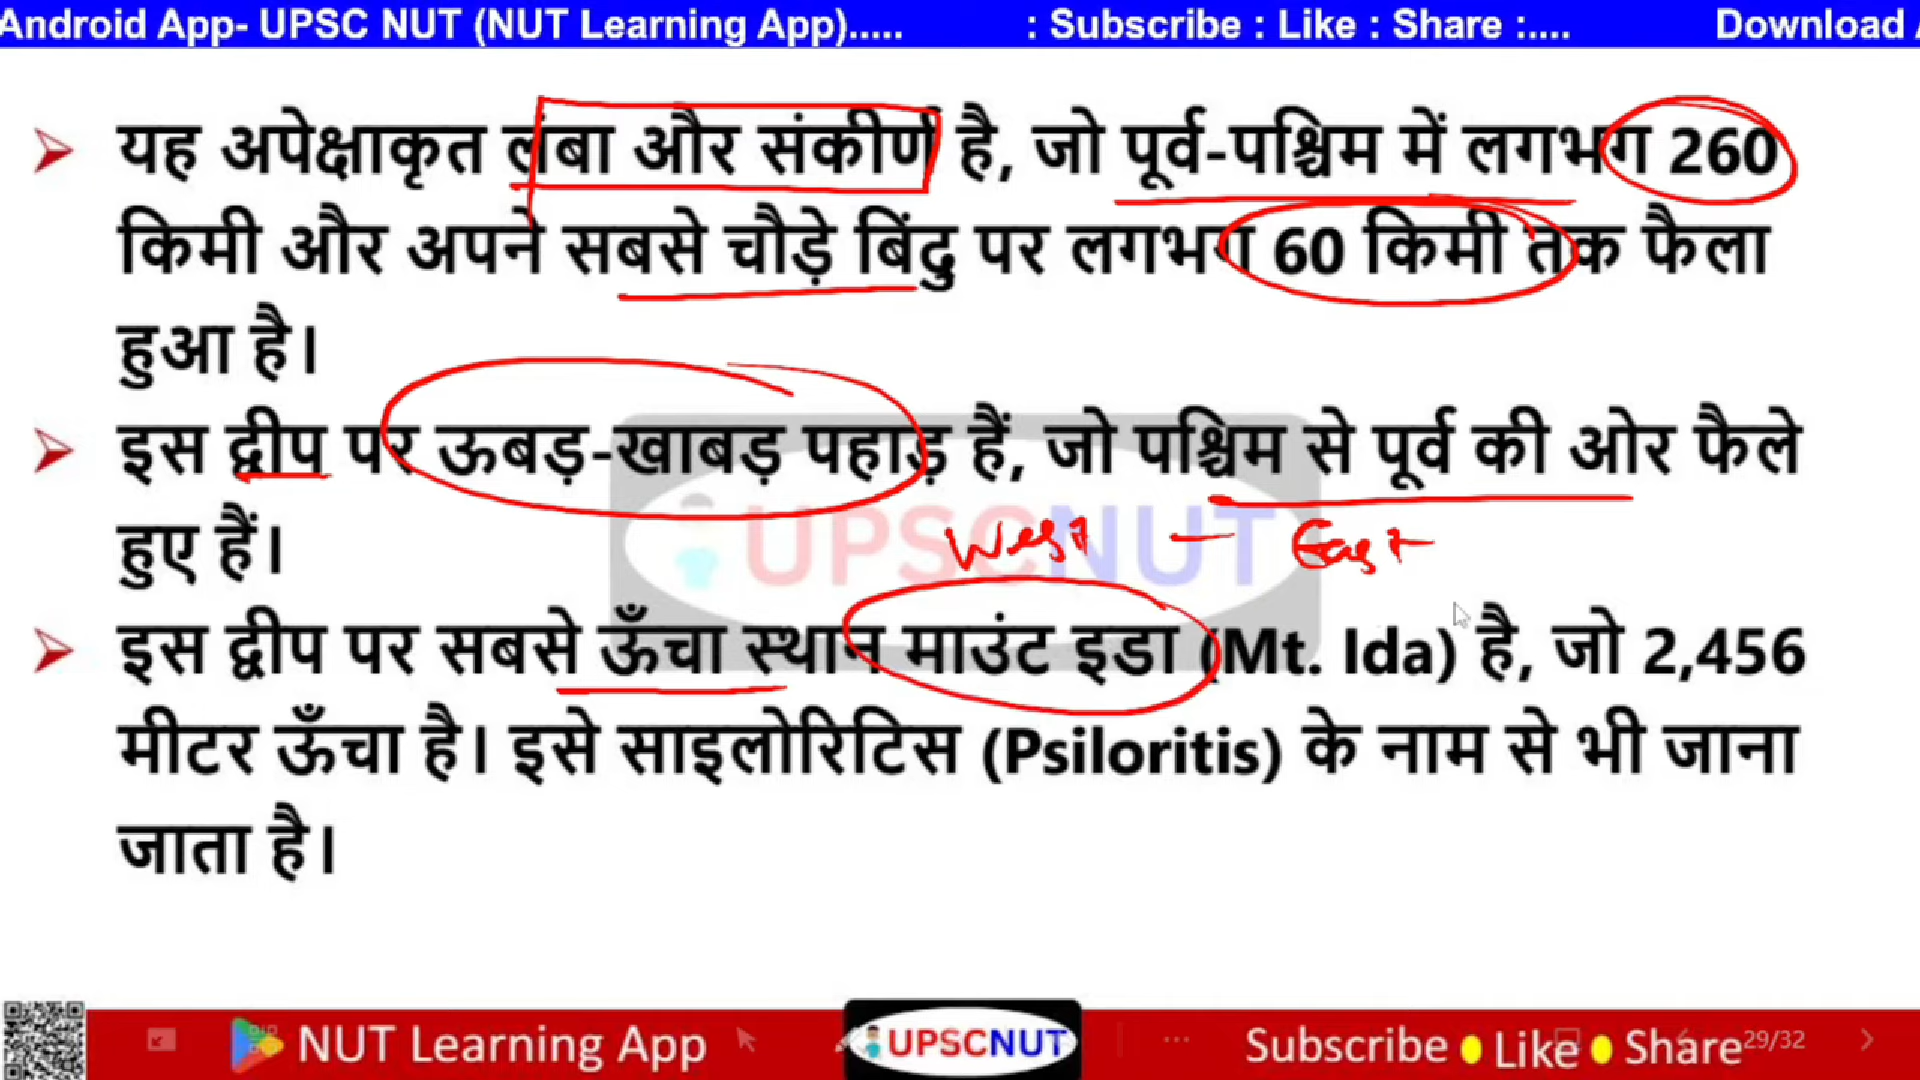 Android App- UPSC NUT (NUT Learning App)..... : Subscribe : Like : Share :.... Download
यह अपेक्षाकृत लंबा और संकीर्ण है, जो पूर्व-पश्चिम में लगभग 260
किमी और अपने सबसे चौड़े बिंदु पर लगभग 60 किमी तक फैला
हुआ है।
इस द्वीप पर ऊबड़-खाबड़ पहाड़ हैं, जो पश्चिम से पूर्व की ओर फैले
हुए हैं।
UPSCNUT
West - East
इस द्वीप पर सबसे ऊँचा स्थान माउंट इडा (Mt. Ida) है, जो 2,456
मीटर ऊँचा है। इसे साइलोरिटिस (Psiloritis) के नाम से भी जाना
जाता है।
NUT Learning App UPSCNUT Subscribe Like Share 29/32